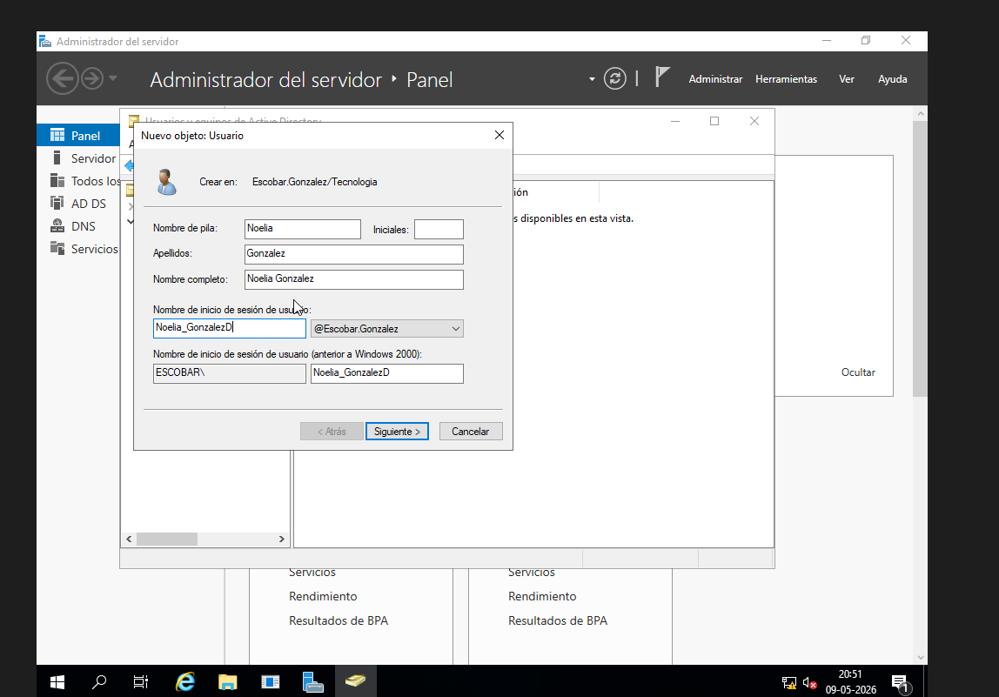 Administrador del servidor
Administrador del servidor ‣ Panel
Administrar Herramientas Ver Ayuda
Usuarios y equipos de Active Directory
Panel
Servidor
Todos los
AD DS
DNS
Servicios
A
Nuevo objeto: Usuario
Crear en: Escobar.Gonzalez/Tecnologia
Nombre de pila: Noelia Iniciales:
Apellidos: Gonzalez
Nombre completo: Noelia Gonzalez
Nombre de inicio de sesión de usuario:
Noelia_GonzalezD @Escobar.Gonzalez
Nombre de inicio de sesión de usuario (anterior a Windows 2000):
ESCOBAR\ Noelia_GonzalezD
< Atrás Siguiente > Cancelar
ión
s disponibles en esta vista.
Ocultar
Servicios
Rendimiento
Resultados de BPA
Servicios
Rendimiento
Resultados de BPA
20:51
09-05-2026
1